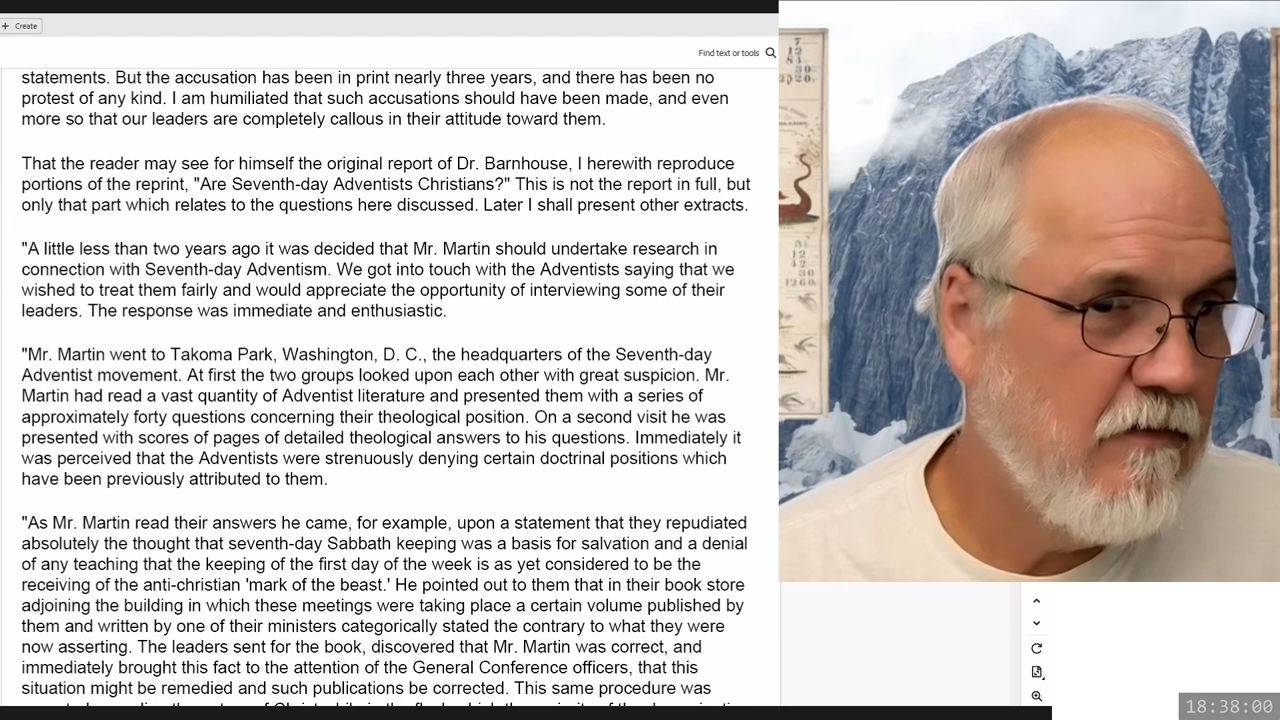 + Create
Find text or tools
statements. But the accusation has been in print nearly three years, and there has been no
protest of any kind. I am humiliated that such accusations should have been made, and even
more so that our leaders are completely callous in their attitude toward them.
That the reader may see for himself the original report of Dr. Barnhouse, I herewith reproduce
portions of the reprint, "Are Seventh-day Adventists Christians?" This is not the report in full, but
only that part which relates to the questions here discussed. Later I shall present other extracts.
"A little less than two years ago it was decided that Mr. Martin should undertake research in
connection with Seventh-day Adventism. We got into touch with the Adventists saying that we
wished to treat them fairly and would appreciate the opportunity of interviewing some of their
leaders. The response was immediate and enthusiastic.
"Mr. Martin went to Takoma Park, Washington, D. C., the headquarters of the Seventh-day
Adventist movement. At first the two groups looked upon each other with great suspicion. Mr.
Martin had read a vast quantity of Adventist literature and presented them with a series of
approximately forty questions concerning their theological position. On a second visit he was
presented with scores of pages of detailed theological answers to his questions. Immediately it
was perceived that the Adventists were strenuously denying certain doctrinal positions which
have been previously attributed to them.
"As Mr. Martin read their answers he came, for example, upon a statement that they repudiated
absolutely the thought that seventh-day Sabbath keeping was a basis for salvation and a denial
of any teaching that the keeping of the first day of the week is as yet considered to be the
receiving of the anti-christian 'mark of the beast.' He pointed out to them that in their book store
adjoining the building in which these meetings were taking place a certain volume published by
them and written by one of their ministers categorically stated the contrary to what they were
now asserting. The leaders sent for the book, discovered that Mr. Martin was correct, and
immediately brought this fact to the attention of the General Conference officers, that this
situation might be remedied and such publications be corrected. This same procedure was
7
12
1260
18:38:00